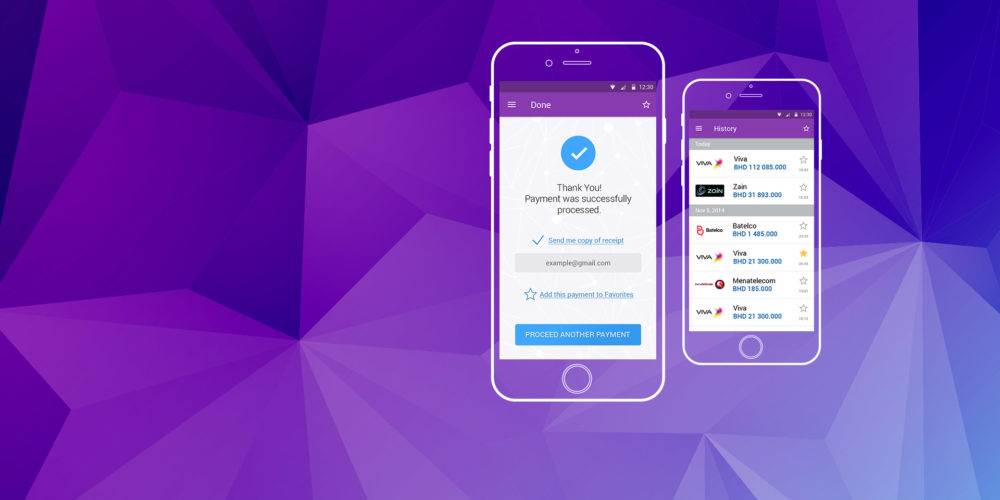 12:30
Done
Thank You!
Payment was successfully
processed.
Send me copy of receipt
example@gmail.com
Add this payment to Favorites
PROCEED ANOTHER PAYMENT
12:30
History
Today
VIVA
Viva
BHD 112 085.000
ZAIN
Zain
BHD 31 893.000
Nov 5, 2014
Batelco
Batelco
BHD 1 485.000
VIVA
Viva
BHD 21 300.000
Menatelecom
BHD 185.000
VIVA
Viva
BHD 21 300.000